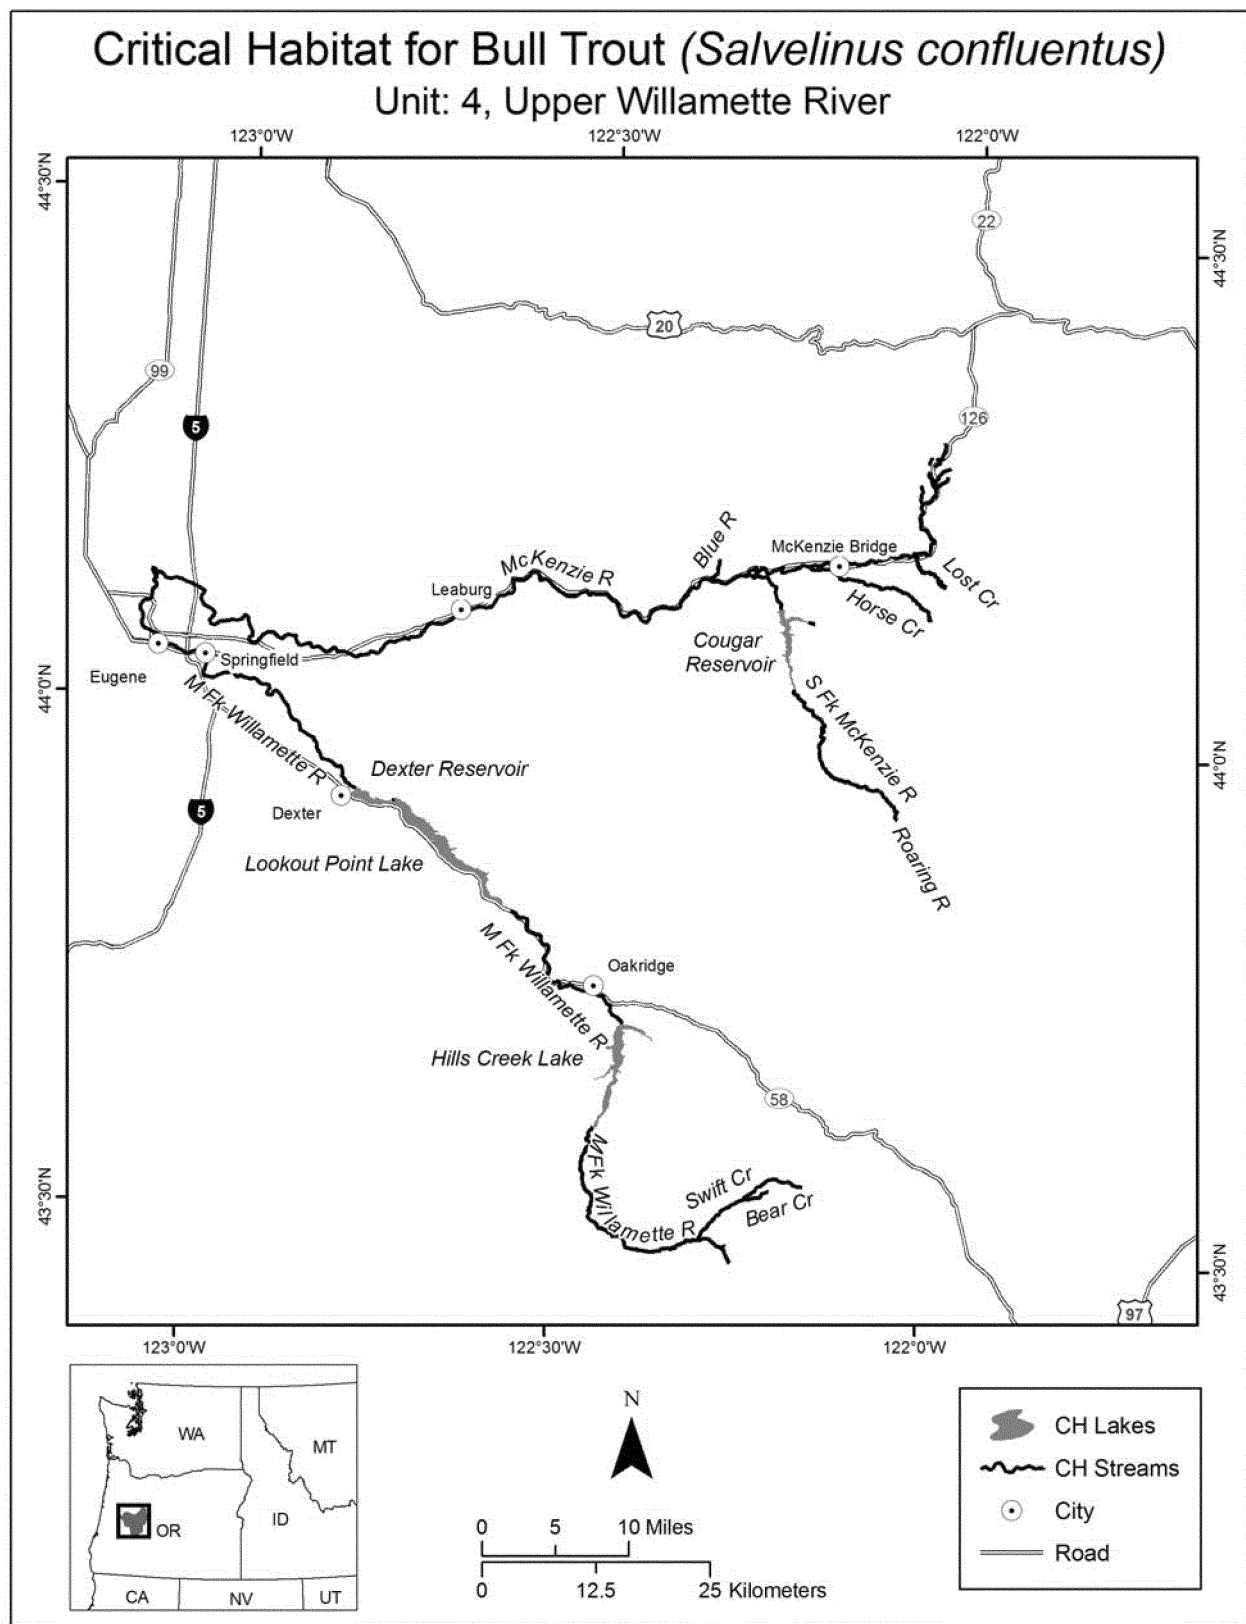 Critical Habitat for Bull Trout (Salvelinus confluentus)
Unit: 4, Upper Willamette River
123°0'W
122°30'W
122°0'W
44°30'N
44°30'N
22
20
99
5
126
Blue R
McKenzie Bridge
McKenzie R
Leaburg
Lost Cr
Horse Cr
Cougar
Reservoir
Springfield
Eugene
44°0'N
44°0'N
M Fk Willamette R
S Fk McKenzie R
Dexter Reservoir
Dexter
5
Roaring R
Lookout Point Lake
M Fk Willamette R
Oakridge
Hills Creek Lake
58
M Fk Willamette R
Swift Cr
Bear Cr
43°30'N
43°30'N
97
123°0'W
122°30'W
122°0'W
WA
MT
OR
ID
CA
NV
UT
N
0
5
10 Miles
0
12.5
25 Kilometers
CH Lakes
CH Streams
City
Road